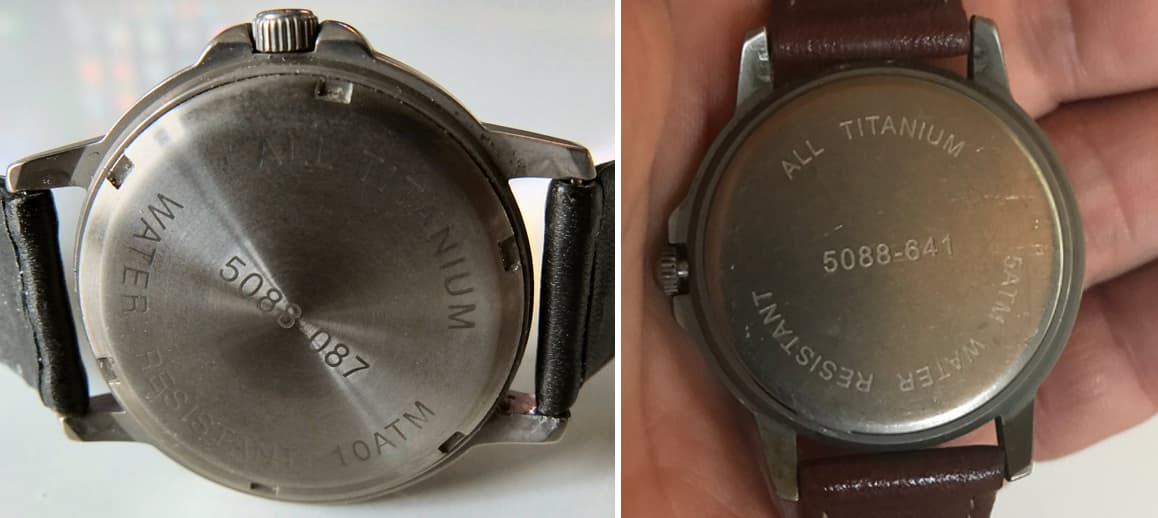 ALL TITANIUM
5088-087
WATER RESISTANT 10ATM
ALL TITANIUM
5088-641
5ATM WATER RESISTANT